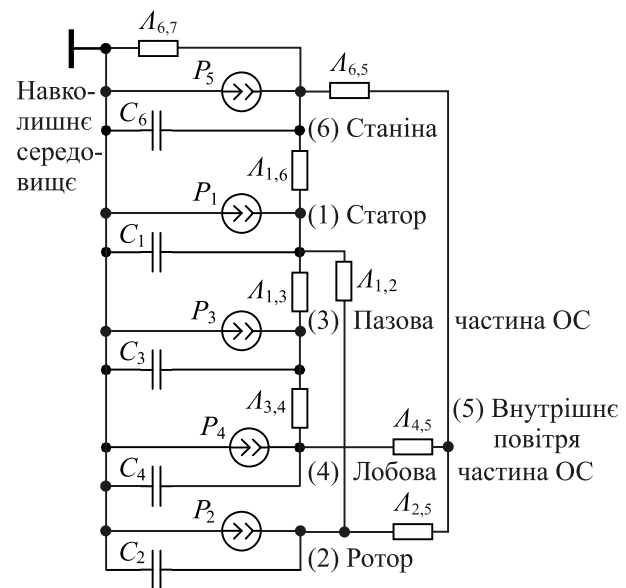 Λ6,7
P5
Λ6,5
Навко-
лишнє
середо-
вищє
C6
(6) Станіна
Λ1,6
P1
(1) Статор
C1
Λ1,2
Λ1,3
P3
(3) Пазова частина ОС
C3
Λ3,4
(5) Внутрішнє
повітря
Λ4,5
P4
C4
(4) Лобова частина ОС
Λ2,5
P2
C2
(2) Ротор